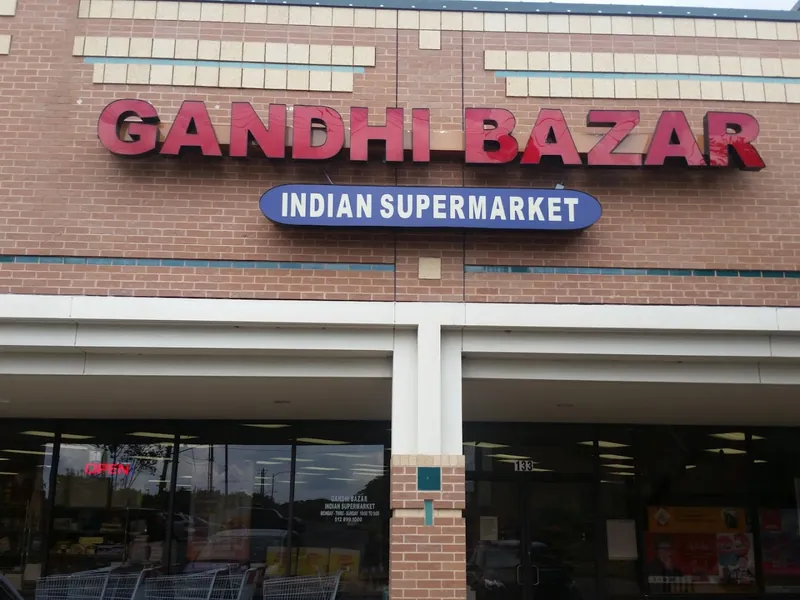 GANDHI BAZAR
INDIAN SUPERMARKET
OPEN
133
GANDHI BAZAR
INDIAN SUPERMARKET